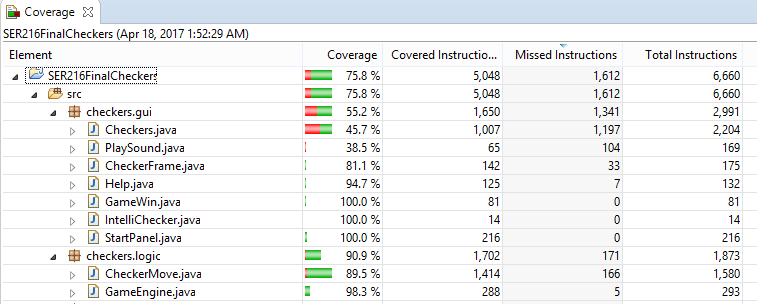 Coverage
SER216FinalCheckers (Apr 18, 2017 1:52:29 AM)
Element Coverage Covered Instructio... Missed Instructions Total Instructions
SER216FinalCheckers 75.8 % 5,048 1,612 6,660
src 75.8 % 5,048 1,612 6,660
checkers.gui 55.2 % 1,650 1,341 2,991
Checkers.java 45.7 % 1,007 1,197 2,204
PlaySound.java 38.5 % 65 104 169
CheckerFrame.java 81.1 % 142 33 175
Help.java 94.7 % 125 7 132
GameWin.java 100.0 % 81 0 81
IntelliChecker.java 100.0 % 14 0 14
StartPanel.java 100.0 % 216 0 216
checkers.logic 90.9 % 1,702 171 1,873
CheckerMove.java 89.5 % 1,414 166 1,580
GameEngine.java 98.3 % 288 5 293